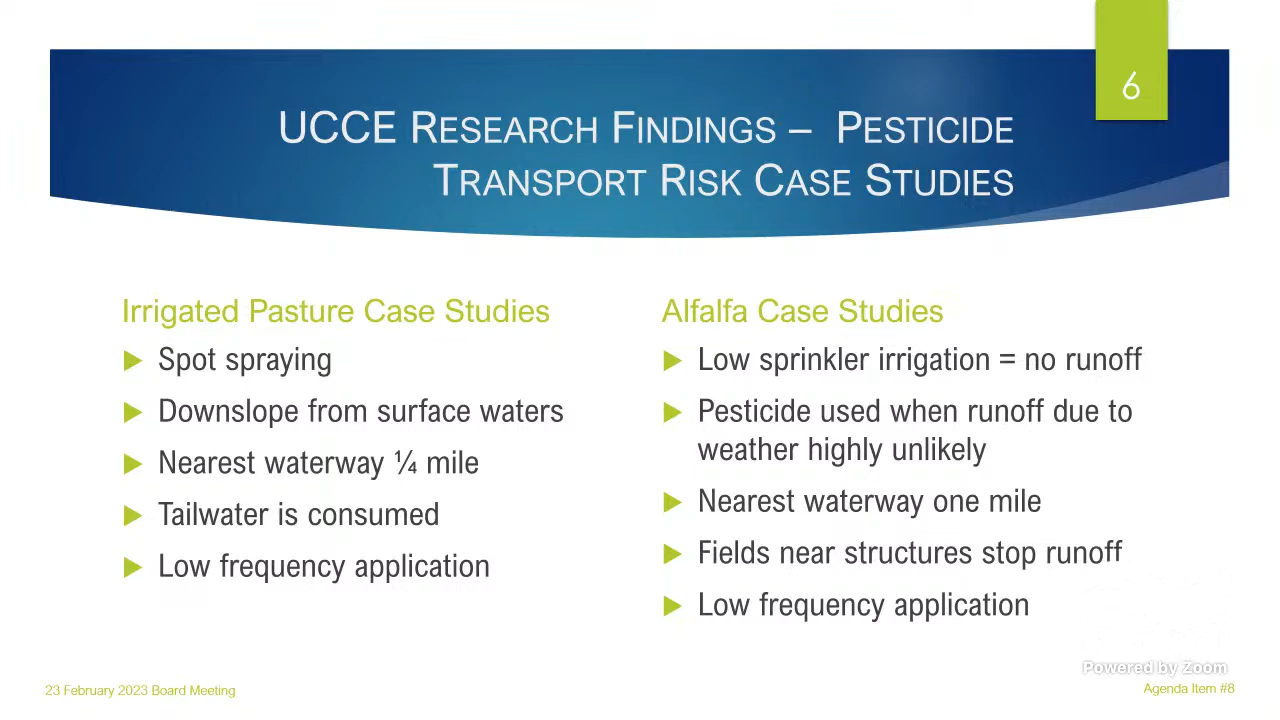 6
UCCE Research Findings – Pesticide
Transport Risk Case Studies
Irrigated Pasture Case Studies
Spot spraying
Downslope from surface waters
Nearest waterway ¼ mile
Tailwater is consumed
Low frequency application
Alfalfa Case Studies
Low sprinkler irrigation = no runoff
Pesticide used when runoff due to
weather highly unlikely
Nearest waterway one mile
Fields near structures stop runoff
Low frequency application
Powered by Zoom
23 February 2023 Board Meeting
Agenda Item #8